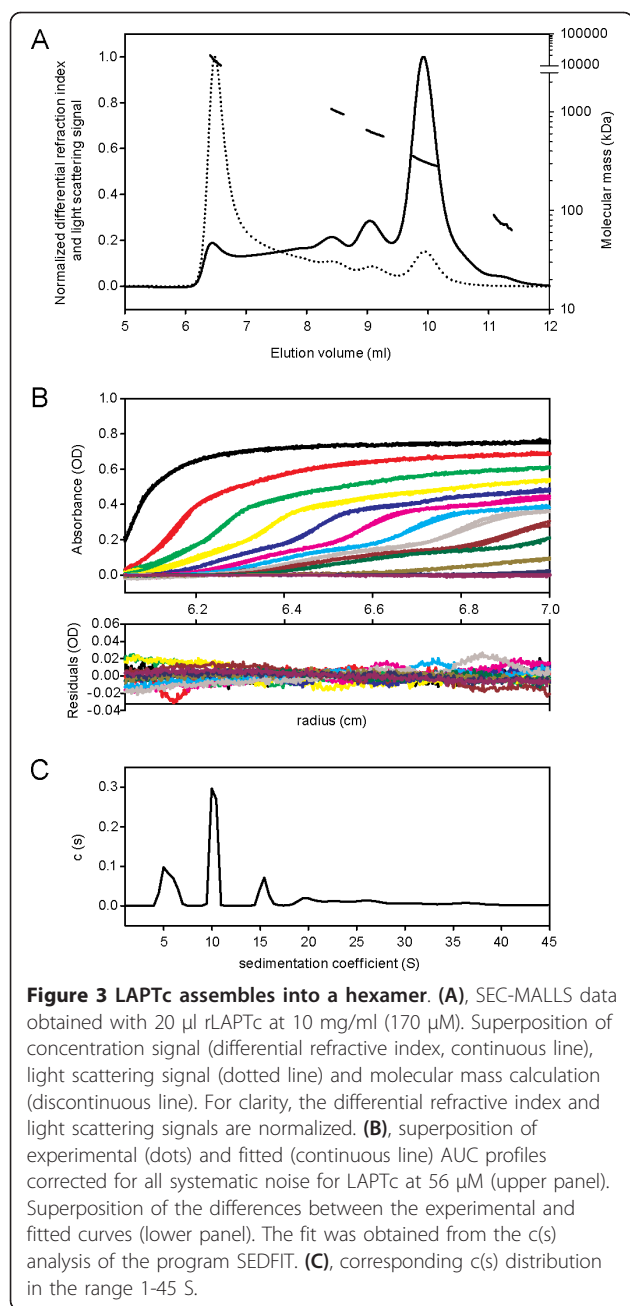 A
Normalized differential refraction index
and light scattering signal
1.0
0.8
0.6
0.4
0.2
0.0
100000
10000
1000
100
10
Molecular mass (kDa)
5 6 7 8 9 10 11 12
Elution volume (ml)
B
Absorbance (OD)
1.0
0.8
0.6
0.4
0.2
0.0
6.2 6.4 6.6 6.8 7.0
Residuals (OD)
0.06
0.04
0.02
0.00
-0.02
-0.04
radius (cm)
C
c (s)
0.3
0.2
0.1
0.0
5 10 15 20 25 30 35 40 45
sedimentation coefficient (S)
Figure 3 LAPTc assembles into a hexamer. (A), SEC-MALLS data
obtained with 20 μl rLAPTc at 10 mg/ml (170 μM). Superposition of
concentration signal (differential refractive index, continuous line),
light scattering signal (dotted line) and molecular mass calculation
(discontinuous line). For clarity, the differential refractive index and
light scattering signals are normalized. (B), superposition of
experimental (dots) and fitted (continuous line) AUC profiles
corrected for all systematic noise for LAPTc at 56 μM (upper panel).
Superposition of the differences between the experimental and
fitted curves (lower panel). The fit was obtained from the c(s)
analysis of the program SEDFIT. (C), corresponding c(s) distribution
in the range 1-45 S.